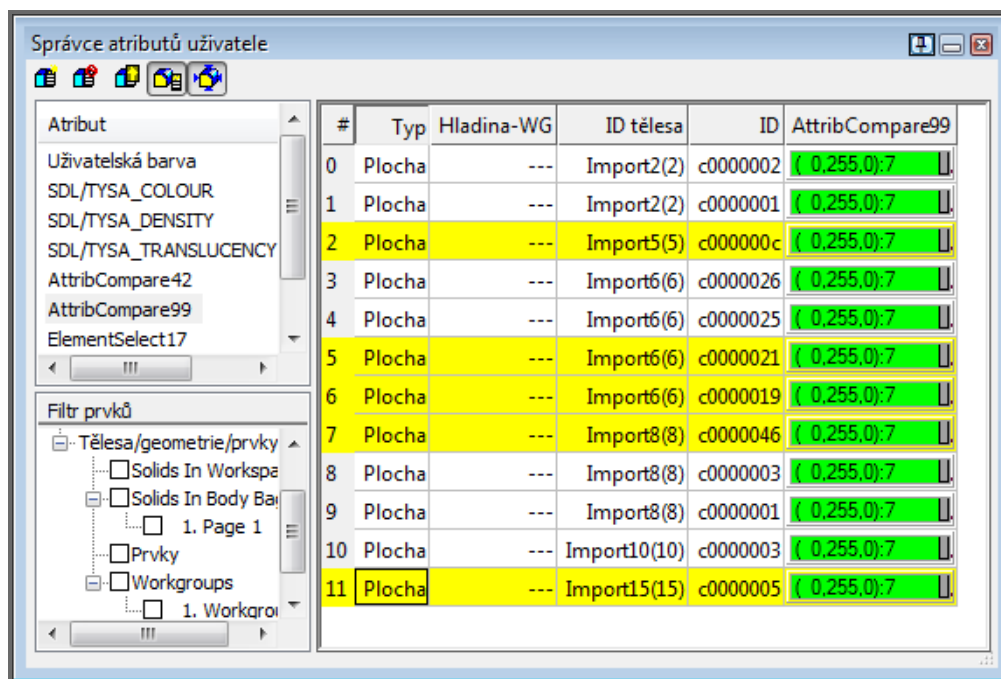 Správce atributů uživatele
Atribut
Uživatelská barva
SDL/TYSA_COLOUR
SDL/TYSA_DENSITY
SDL/TYSA_TRANSLUCENCY
AttribCompare42
AttribCompare99
ElementSelect17
Filtr prvků
Tělesa/geometrie/prvky
Solids In Workspa
Solids In Body Ba
1. Page 1
Prvky
Workgroups
1. Workgro
# Typ Hladina-WG ID tělesa ID AttribCompare99
0 Plocha --- Import2(2) c0000002 ( 0,255,0):7
1 Plocha --- Import2(2) c0000001 ( 0,255,0):7
2 Plocha --- Import5(5) c000000c ( 0,255,0):7
3 Plocha --- Import6(6) c0000026 ( 0,255,0):7
4 Plocha --- Import6(6) c0000025 ( 0,255,0):7
5 Plocha --- Import6(6) c0000021 ( 0,255,0):7
6 Plocha --- Import6(6) c0000019 ( 0,255,0):7
7 Plocha --- Import8(8) c0000046 ( 0,255,0):7
8 Plocha --- Import8(8) c0000003 ( 0,255,0):7
9 Plocha --- Import8(8) c0000001 ( 0,255,0):7
10 Plocha --- Import10(10) c0000003 ( 0,255,0):7
11 Plocha --- Import15(15) c0000005 ( 0,255,0):7